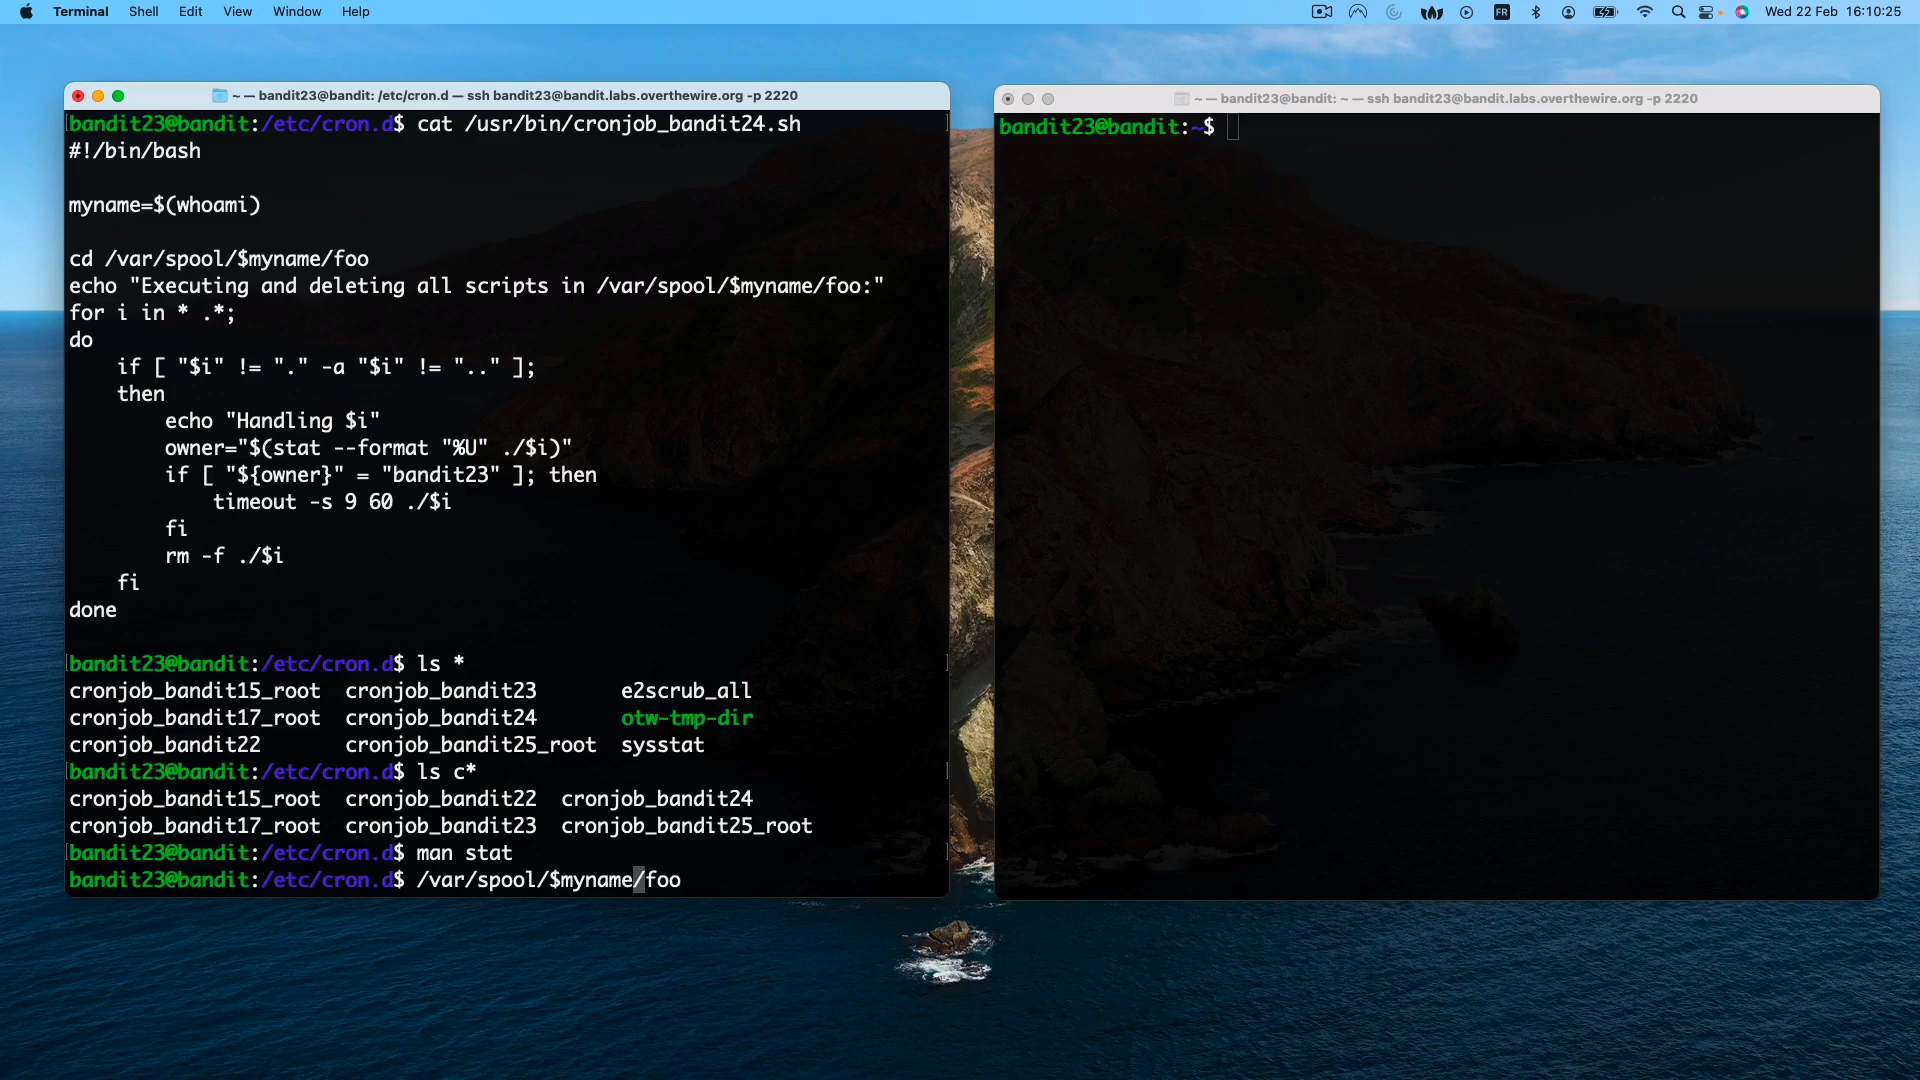 Terminal Shell Edit View Window Help
FR
Wed 22 Feb 16:10:25
~ — bandit23@bandit: /etc/cron.d — ssh bandit23@bandit.labs.overthewire.org -p 2220
bandit23@bandit:/etc/cron.d$ cat /usr/bin/cronjob_bandit24.sh
#!/bin/bash
myname=$(whoami)
cd /var/spool/$myname/foo
echo "Executing and deleting all scripts in /var/spool/$myname/foo:"
for i in * .*;
do
    if [ "$i" != "." -a "$i" != ".." ];
    then
        echo "Handling $i"
        owner="$(stat --format "%U" ./$i)"
        if [ "${owner}" = "bandit23" ]; then
            timeout -s 9 60 ./$i
        fi
        rm -f ./$i
    fi
done
bandit23@bandit:/etc/cron.d$ ls *
cronjob_bandit15_root  cronjob_bandit23       e2scrub_all
cronjob_bandit17_root  cronjob_bandit24       otw-tmp-dir
cronjob_bandit22       cronjob_bandit25_root  sysstat
bandit23@bandit:/etc/cron.d$ ls c*
cronjob_bandit15_root  cronjob_bandit22  cronjob_bandit24
cronjob_bandit17_root  cronjob_bandit23  cronjob_bandit25_root
bandit23@bandit:/etc/cron.d$ man stat
bandit23@bandit:/etc/cron.d$ /var/spool/$myname/foo
~ — bandit23@bandit: ~ — ssh bandit23@bandit.labs.overthewire.org -p 2220
bandit23@bandit:~$